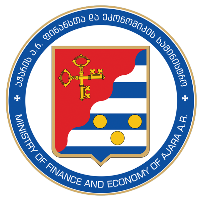 აჭარის ა.რ. ფინანსთა და ეკონომიკის სამინისტრო
MINISTRY OF FINANCE AND ECONOMY OF AJARA A.R.